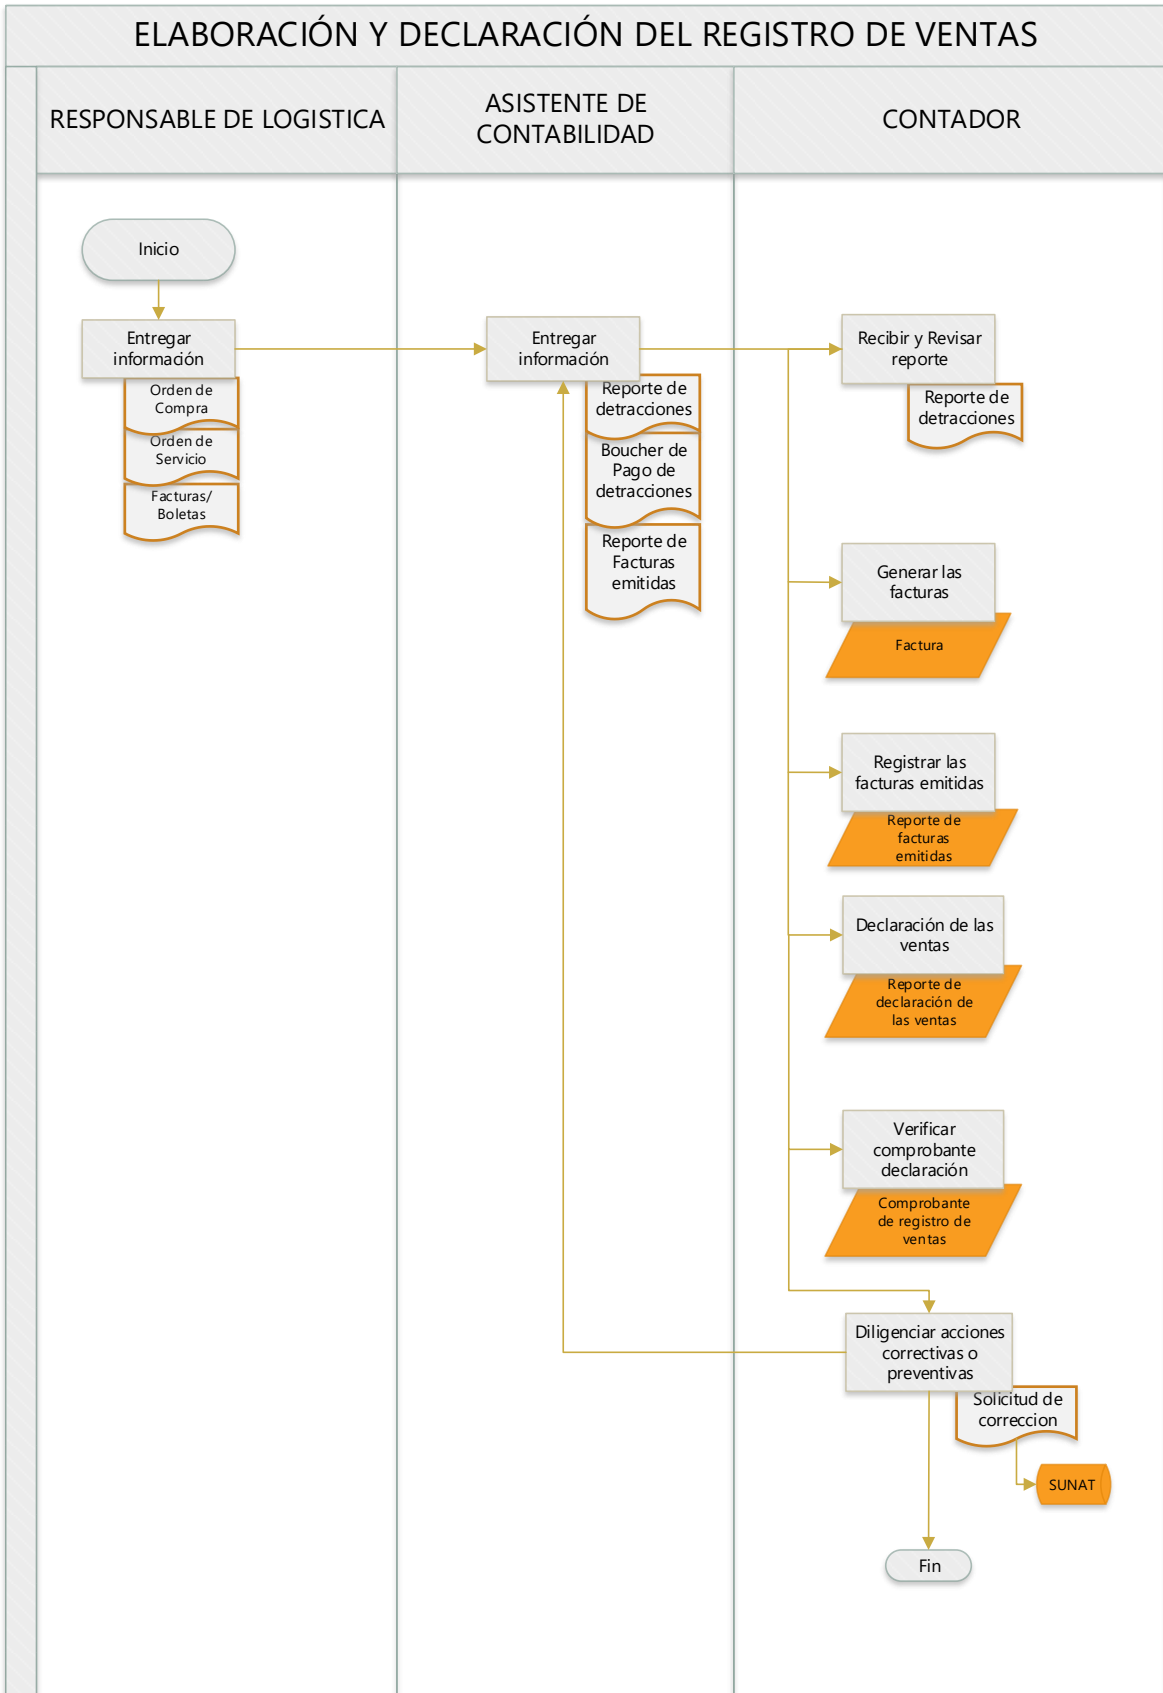 ELABORACIÓN Y DECLARACIÓN DEL REGISTRO DE VENTAS
RESPONSABLE DE LOGISTICA
ASISTENTE DE
CONTABILIDAD
CONTADOR
Inicio
Entregar
información
Orden de
Compra
Orden de
Servicio
Facturas/
Boletas
Entregar
información
Reporte de
detracciones
Boucher de
Pago de
detracciones
Reporte de
Facturas
emitidas
Recibir y Revisar
reporte
Reporte de
detracciones
Generar las
facturas
Factura
Registrar las
facturas emitidas
Reporte de
facturas
emitidas
Declaración de las
ventas
Reporte de
declaración de
las ventas
Verificar
comprobante
declaración
Comprobante
de registro de
ventas
Diligenciar acciones
correctivas o
preventivas
Solicitud de
correccion
SUNAT
Fin